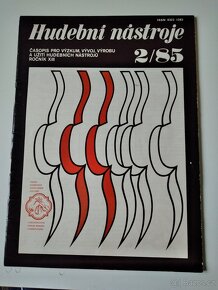 Hudební nástroje
ČASOPIS PRO VÝZKUM, VÝVOJ, VÝROBU
A UŽITÍ HUDEBNÍCH NÁSTROJŮ
ROČNÍK XXII
2/85